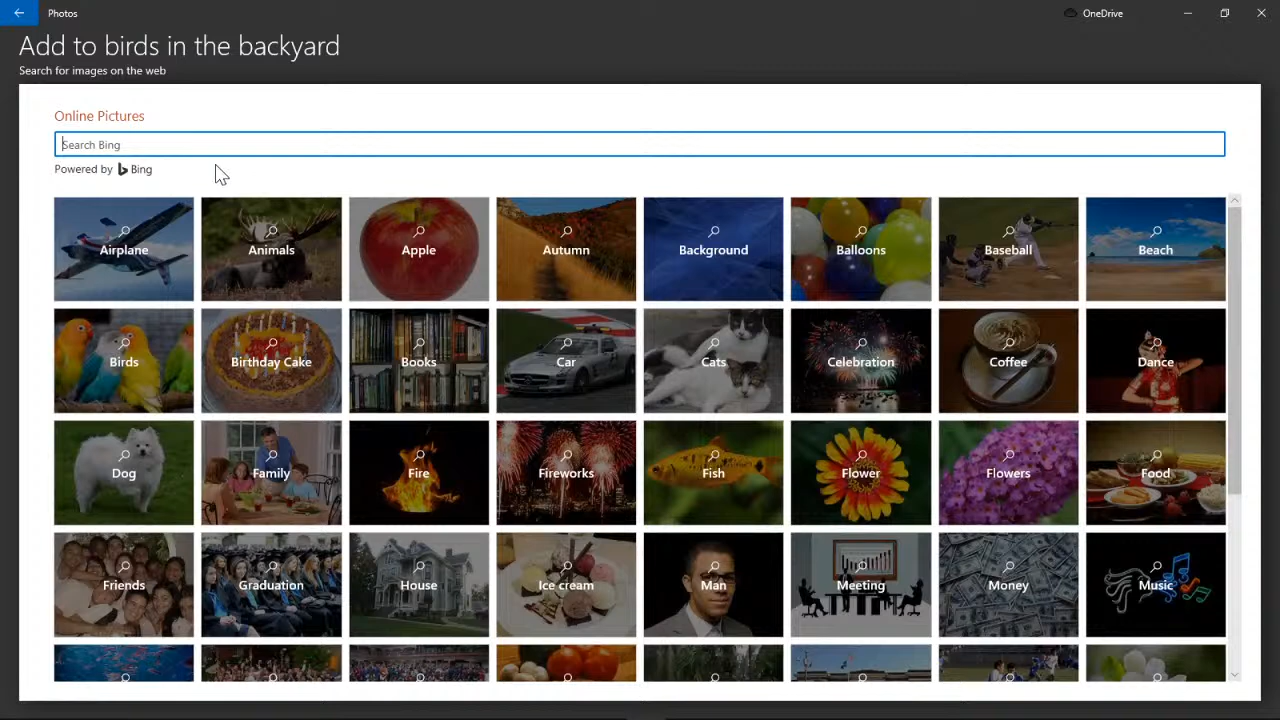 Photos
OneDrive
Add to birds in the backyard
Search for images on the web
Online Pictures
Search Bing
Powered by Bing
Airplane
Animals
Apple
Autumn
Background
Balloons
Baseball
Beach
Birds
Birthday Cake
Books
Car
Cats
Celebration
Coffee
Dance
Dog
Family
Fire
Fireworks
Fish
Flower
Flowers
Food
Friends
Graduation
House
Ice cream
Man
Meeting
Money
Music